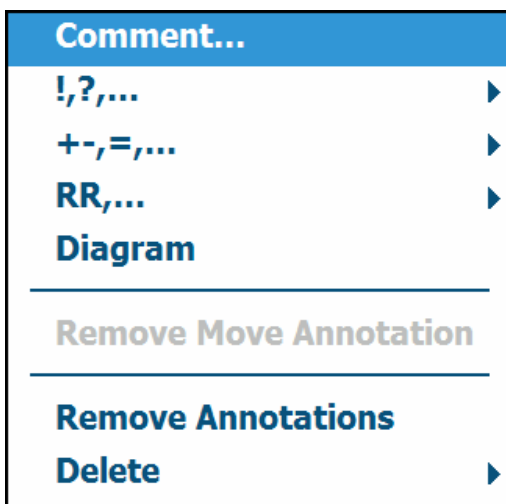 Comment...
!,?,...
+-,=,...
RR,...
Diagram
Remove Move Annotation
Remove Annotations
Delete